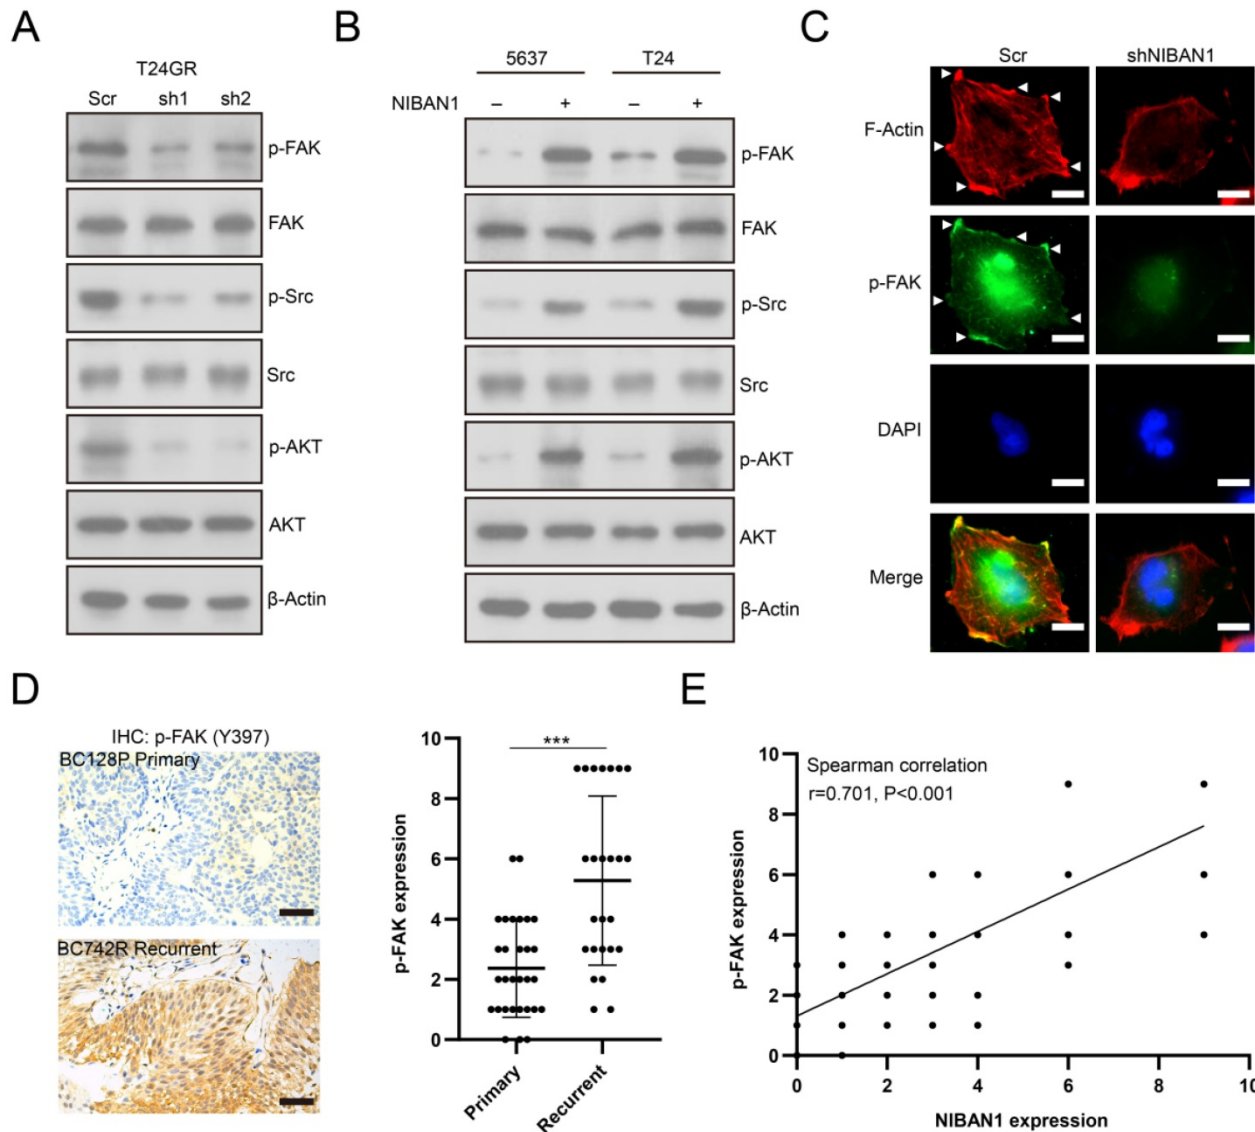 A
T24GR
Scr sh1 sh2
p-FAK
FAK
p-Src
Src
p-AKT
AKT
β-Actin
B
5637 T24
NIBAN1 – + – +
p-FAK
FAK
p-Src
Src
p-AKT
AKT
β-Actin
C
Scr shNIBAN1
F-Actin
p-FAK
DAPI
Merge
D
IHC: p-FAK (Y397)
BC128P Primary
BC742R Recurrent
p-FAK expression
10
8
6
4
2
0
***
Primary
Recurrent
E
Spearman correlation
r=0.701, P<0.001
p-FAK expression
10
8
6
4
2
0
0 2 4 6 8 10
NIBAN1 expression